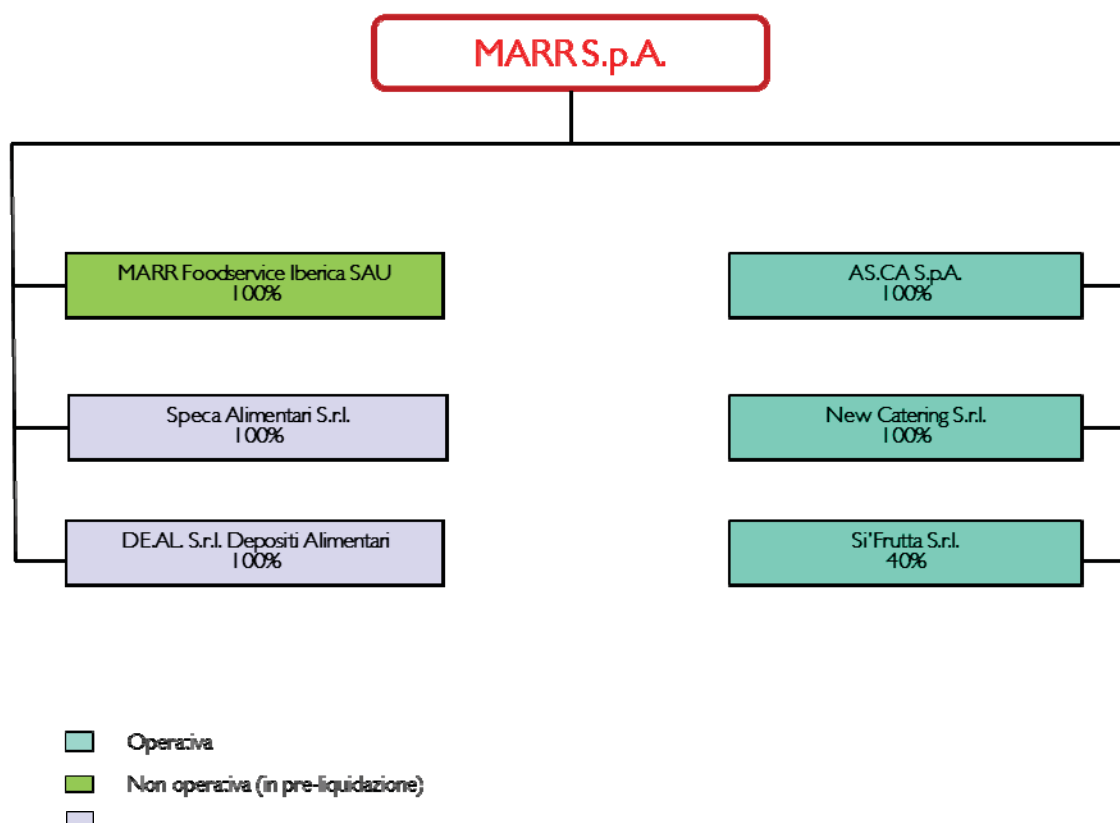 MARR S.p.A.
MARR Foodservice Iberica SAU
100%
AS.CA S.p.A.
100%
Speca Alimentari S.r.l.
100%
New Catering S.r.l.
100%
DE.AL. S.r.l. Depositi Alimentari
100%
Si'Frutta S.r.l.
40%
Operativa
Non operativa (in pre-liquidazione)